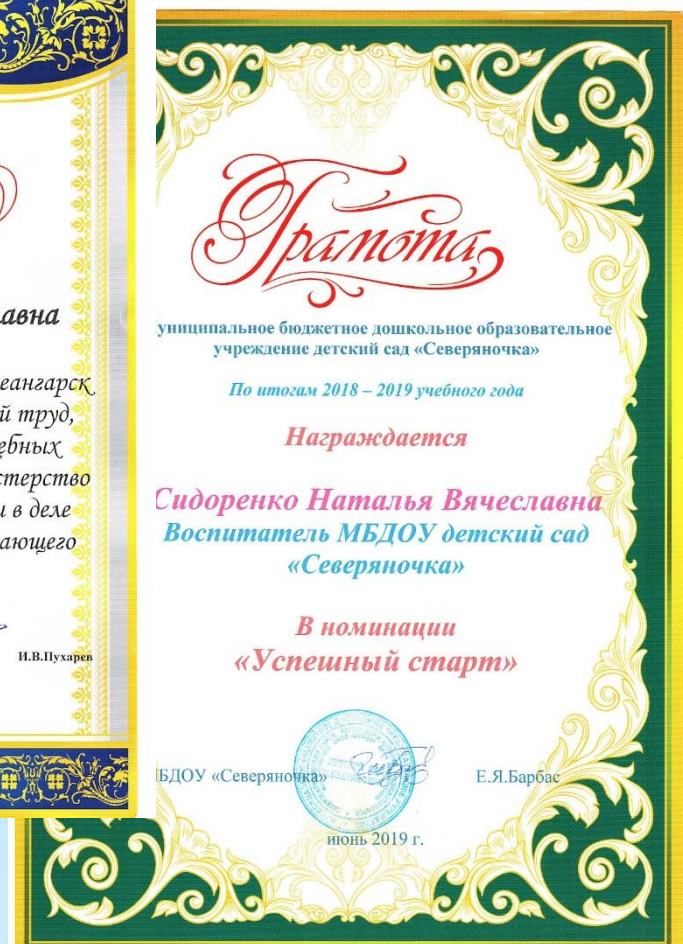 авна
еангарск
й труд,
ебных
стерство
и в деле
ающего
И.В.Пухарев
Грамота
униципальное бюджетное дошкольное образовательное
учреждение детский сад «Северяночка»
По итогам 2018 – 2019 учебного года
Награждается
Сидоренко Наталья Вячеславна
Воспитатель МБДОУ детский сад
«Северяночка»
В номинации
«Успешный старт»
БДОУ «Северяночка» Е.Я.Барбас
июнь 2019 г.